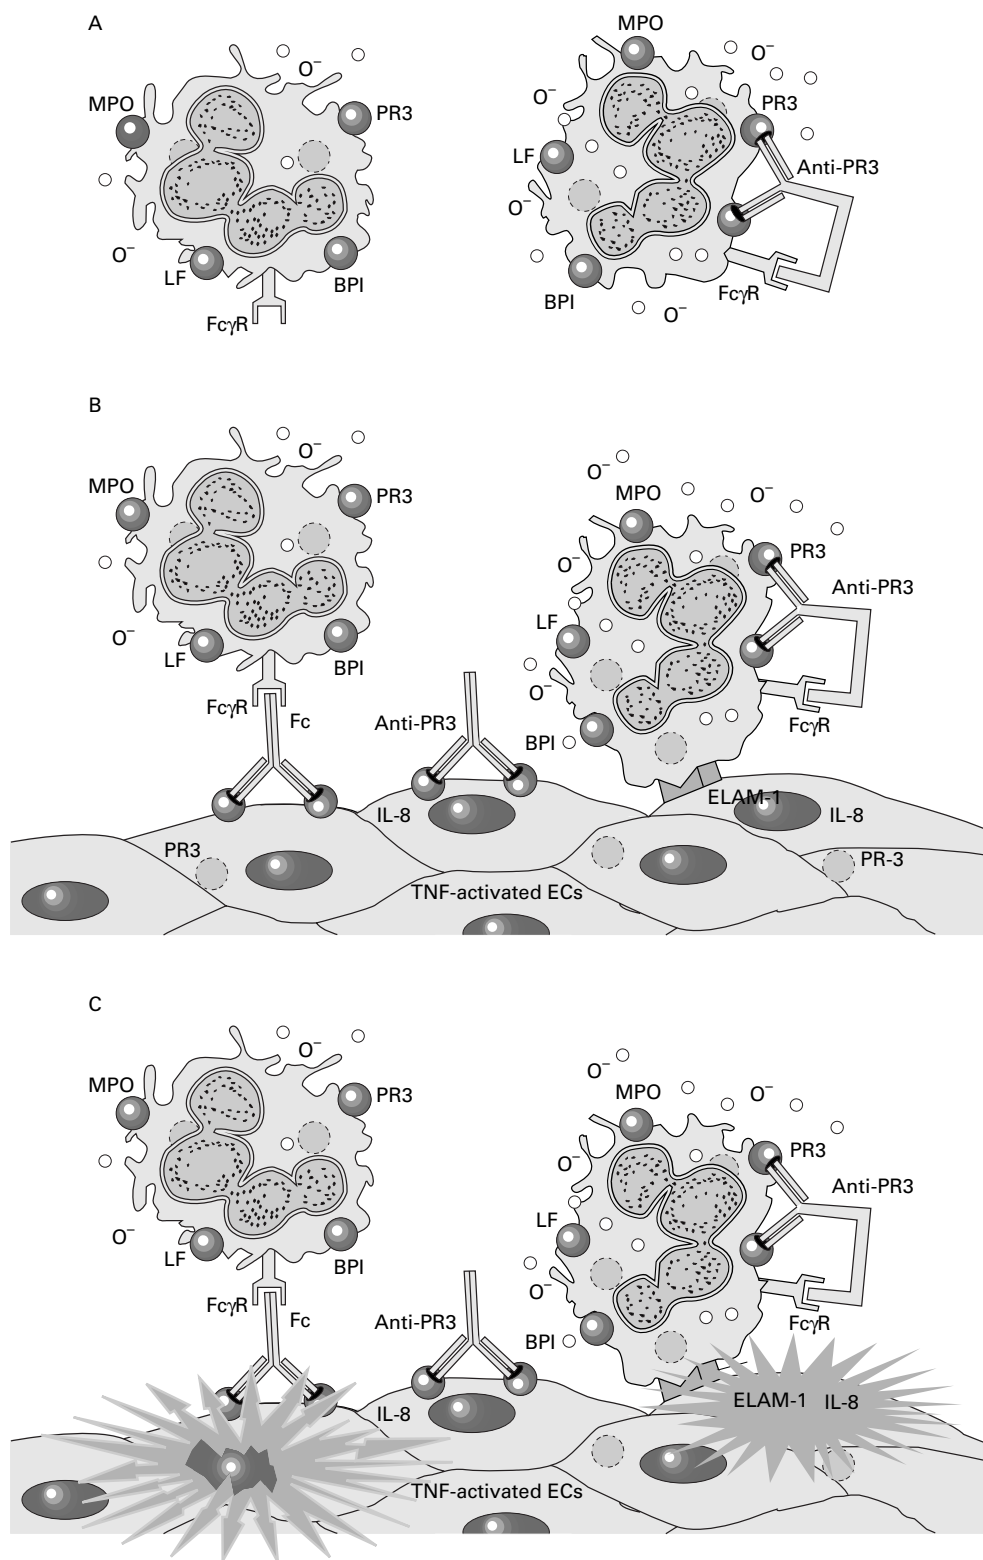 A
MPO
O⁻
PR3
O⁻
LF
BPI
FcγR
MPO
O⁻
O⁻
PR3
LF
Anti-PR3
O⁻
FcγR
BPI
O⁻
B
MPO
O⁻
PR3
O⁻
LF
BPI
FcγR
Fc
Anti-PR3
O⁻
MPO
O⁻
O⁻
PR3
Anti-PR3
LF
O⁻
FcγR
BPI
ELAM-1
IL-8
IL-8
PR3
PR-3
TNF-activated ECs
C
MPO
O⁻
PR3
O⁻
LF
BPI
FcγR
Fc
Anti-PR3
O⁻
MPO
O⁻
O⁻
PR3
Anti-PR3
LF
O⁻
FcγR
BPI
ELAM-1 IL-8
IL-8
TNF-activated ECs